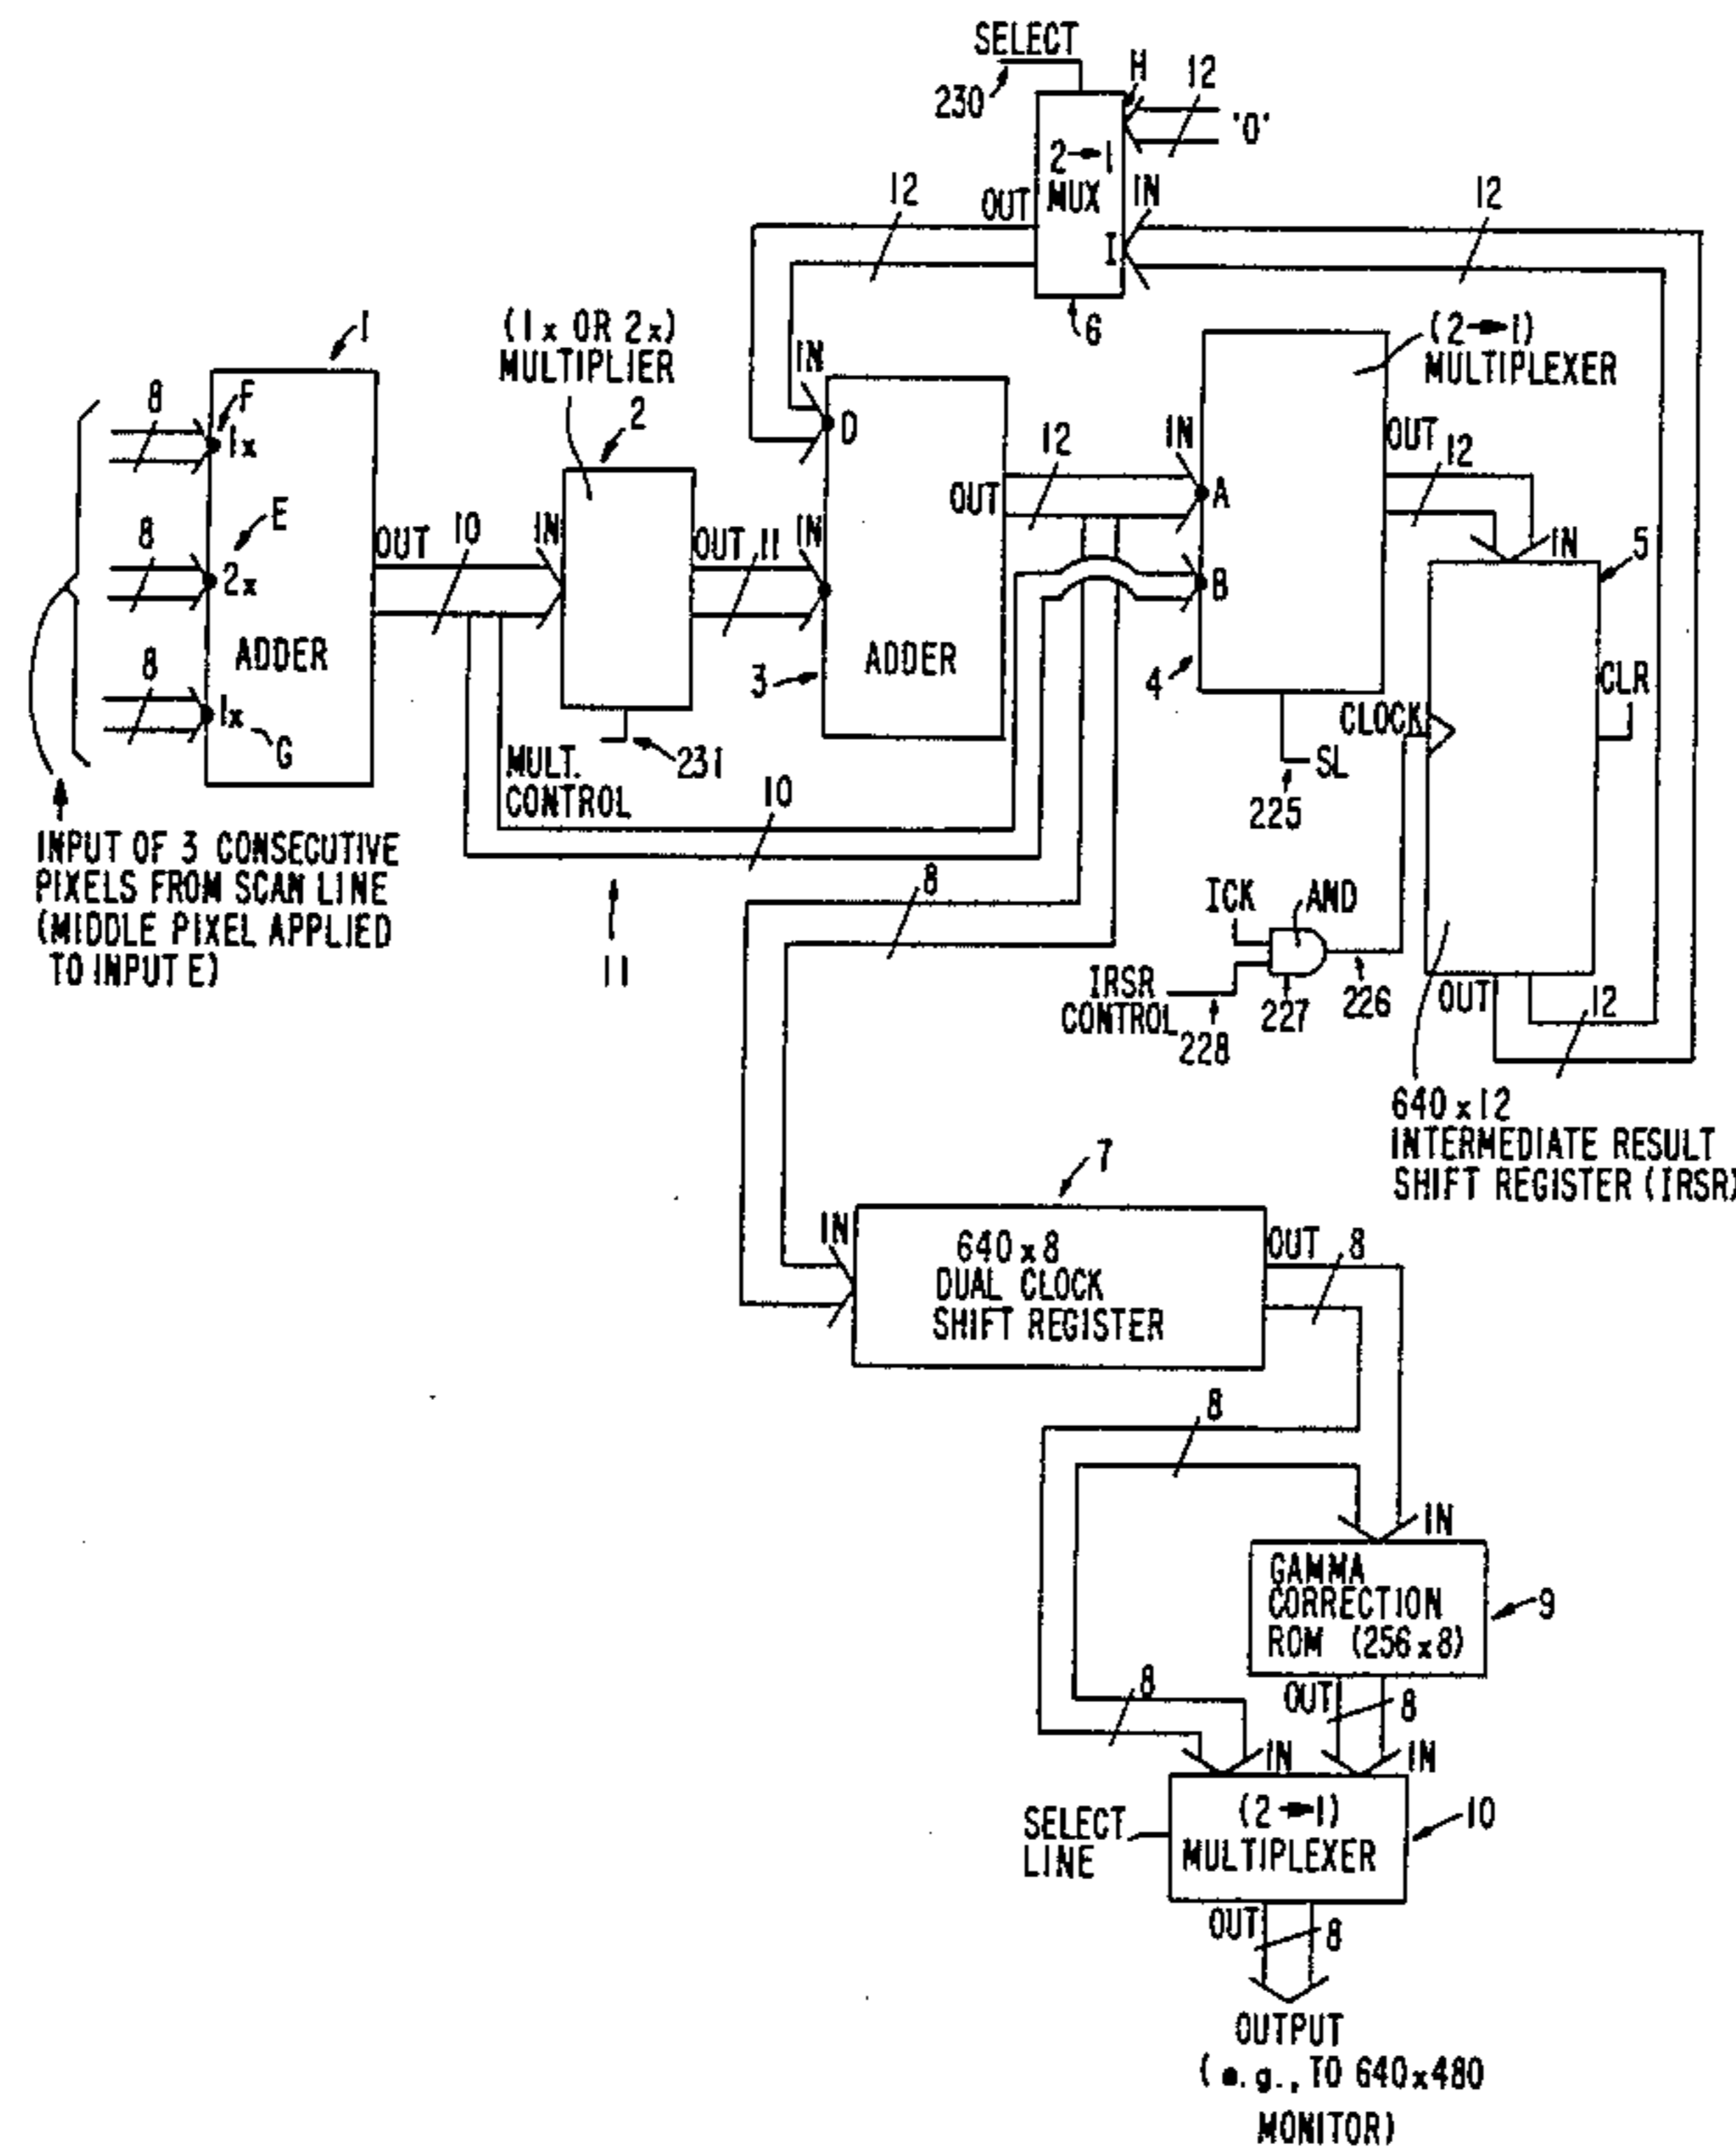 SELECT
230
H
12
'0'
2→1
MUX
OUT
IN
I
12
12
12
12
6
(1x OR 2x)
MULTIPLIER
2
1
8
F
1x
8
E
2x
8
1x
G
ADDER
OUT
10
IN
OUT
11
IN
IN
D
ADDER
3
OUT
12
12
IN
A
B
4
(2→1)
MULTIPLEXER
OUT
12
12
IN
5
CLR
CLOCK
SL
225
MULT.
CONTROL
231
10
11
INPUT OF 3 CONSECUTIVE
PIXELS FROM SCAN LINE
(MIDDLE PIXEL APPLIED
TO INPUT E)
8
8
ICK
AND
IRSR
CONTROL
228
227
226
OUT
12
640 x 12
INTERMEDIATE RESULT
SHIFT REGISTER (IRSR)
7
IN
640 x 8
DUAL CLOCK
SHIFT REGISTER
OUT
8
8
IN
GAMMA
CORRECTION
ROM (256 x 8)
9
8
OUT
8
IN
IN
SELECT
LINE
(2→1)
MULTIPLEXER
10
OUT
8
OUTPUT
(e.g., TO 640x480
MONITOR)